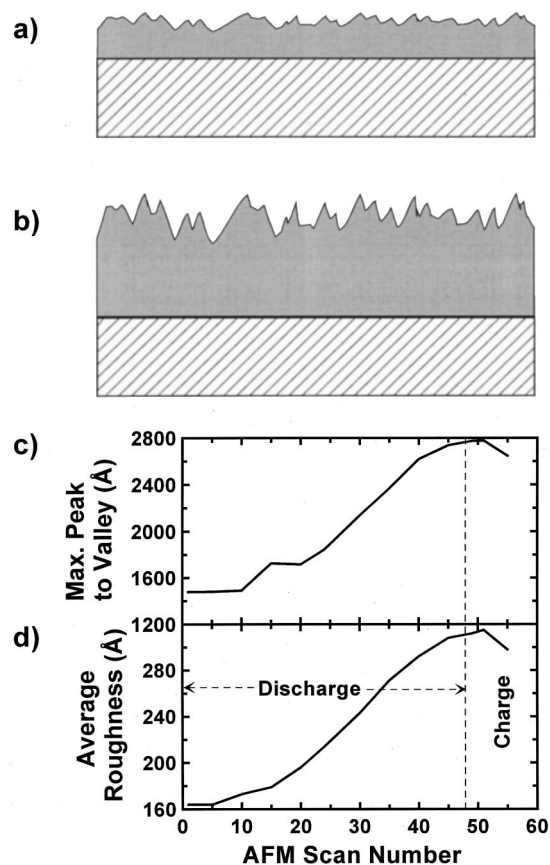 a)
b)
c)
Max. Peak
to Valley (Å)
2800
2400
2000
1600
1200
d)
Average
Roughness (Å)
280
240
200
160
Discharge
Charge
0 10 20 30 40 50 60
AFM Scan Number